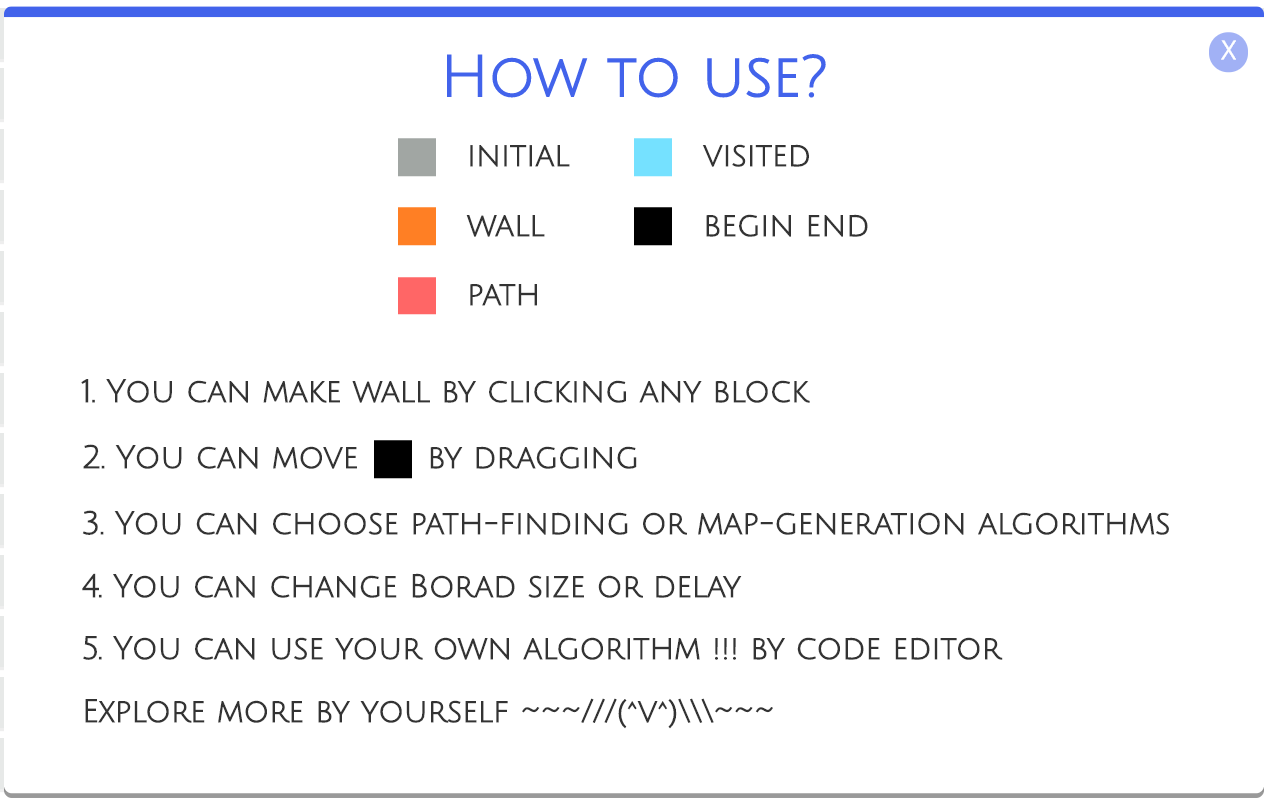 How to use?
X
INITIAL VISITED
WALL BEGIN END
PATH
1. You can make wall by clicking any block
2. You can move by dragging
3. You can choose path-finding or map-generation algorithms
4. You can change Borad size or delay
5. You can use your own algorithm !!! by code editor
Explore more by yourself ~~~///(^v^)\\\~~~